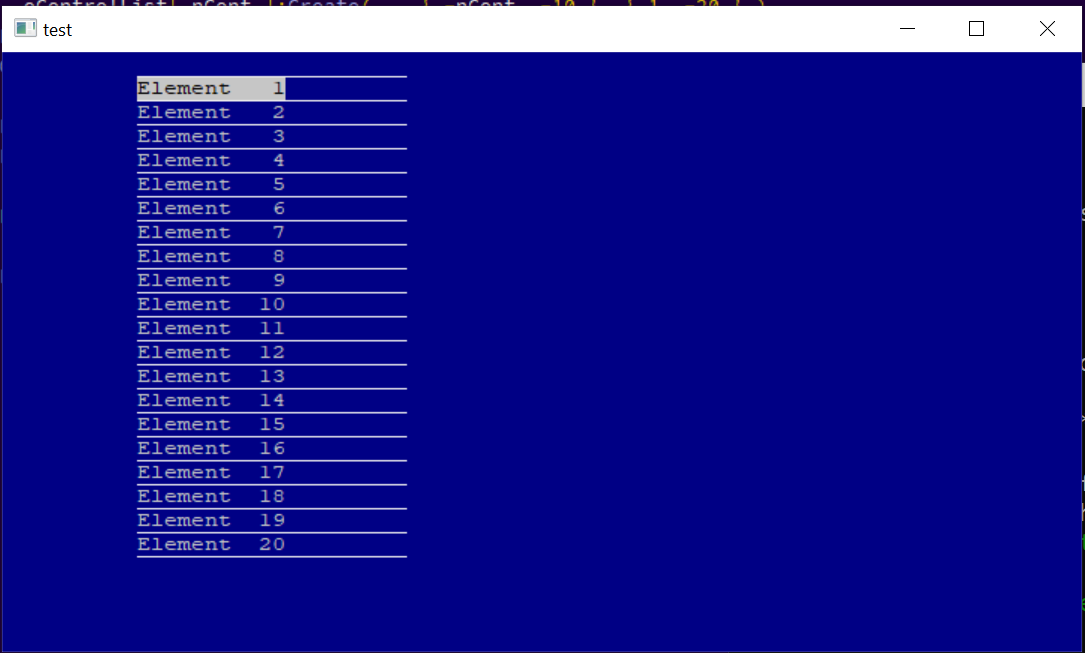 test
Element 1
Element 2
Element 3
Element 4
Element 5
Element 6
Element 7
Element 8
Element 9
Element 10
Element 11
Element 12
Element 13
Element 14
Element 15
Element 16
Element 17
Element 18
Element 19
Element 20